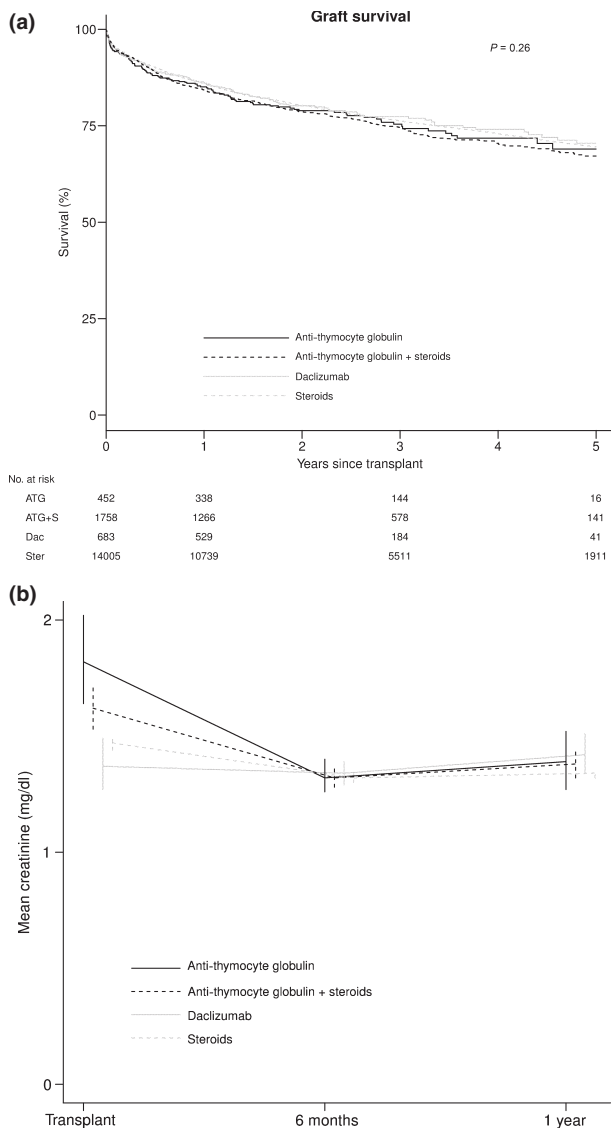 (a)
Graft survival
P = 0.26
100
75
50
25
0
Survival (%)
Anti-thymocyte globulin
Anti-thymocyte globulin + steroids
Daclizumab
Steroids
0 1 2 3 4 5
Years since transplant
No. at risk
ATG 452 338 144 16
ATG+S 1758 1266 578 141
Dac 683 529 184 41
Ster 14005 10739 5511 1911
(b)
2
1
0
Mean creatinine (mg/dl)
Anti-thymocyte globulin
Anti-thymocyte globulin + steroids
Daclizumab
Steroids
Transplant 6 months 1 year